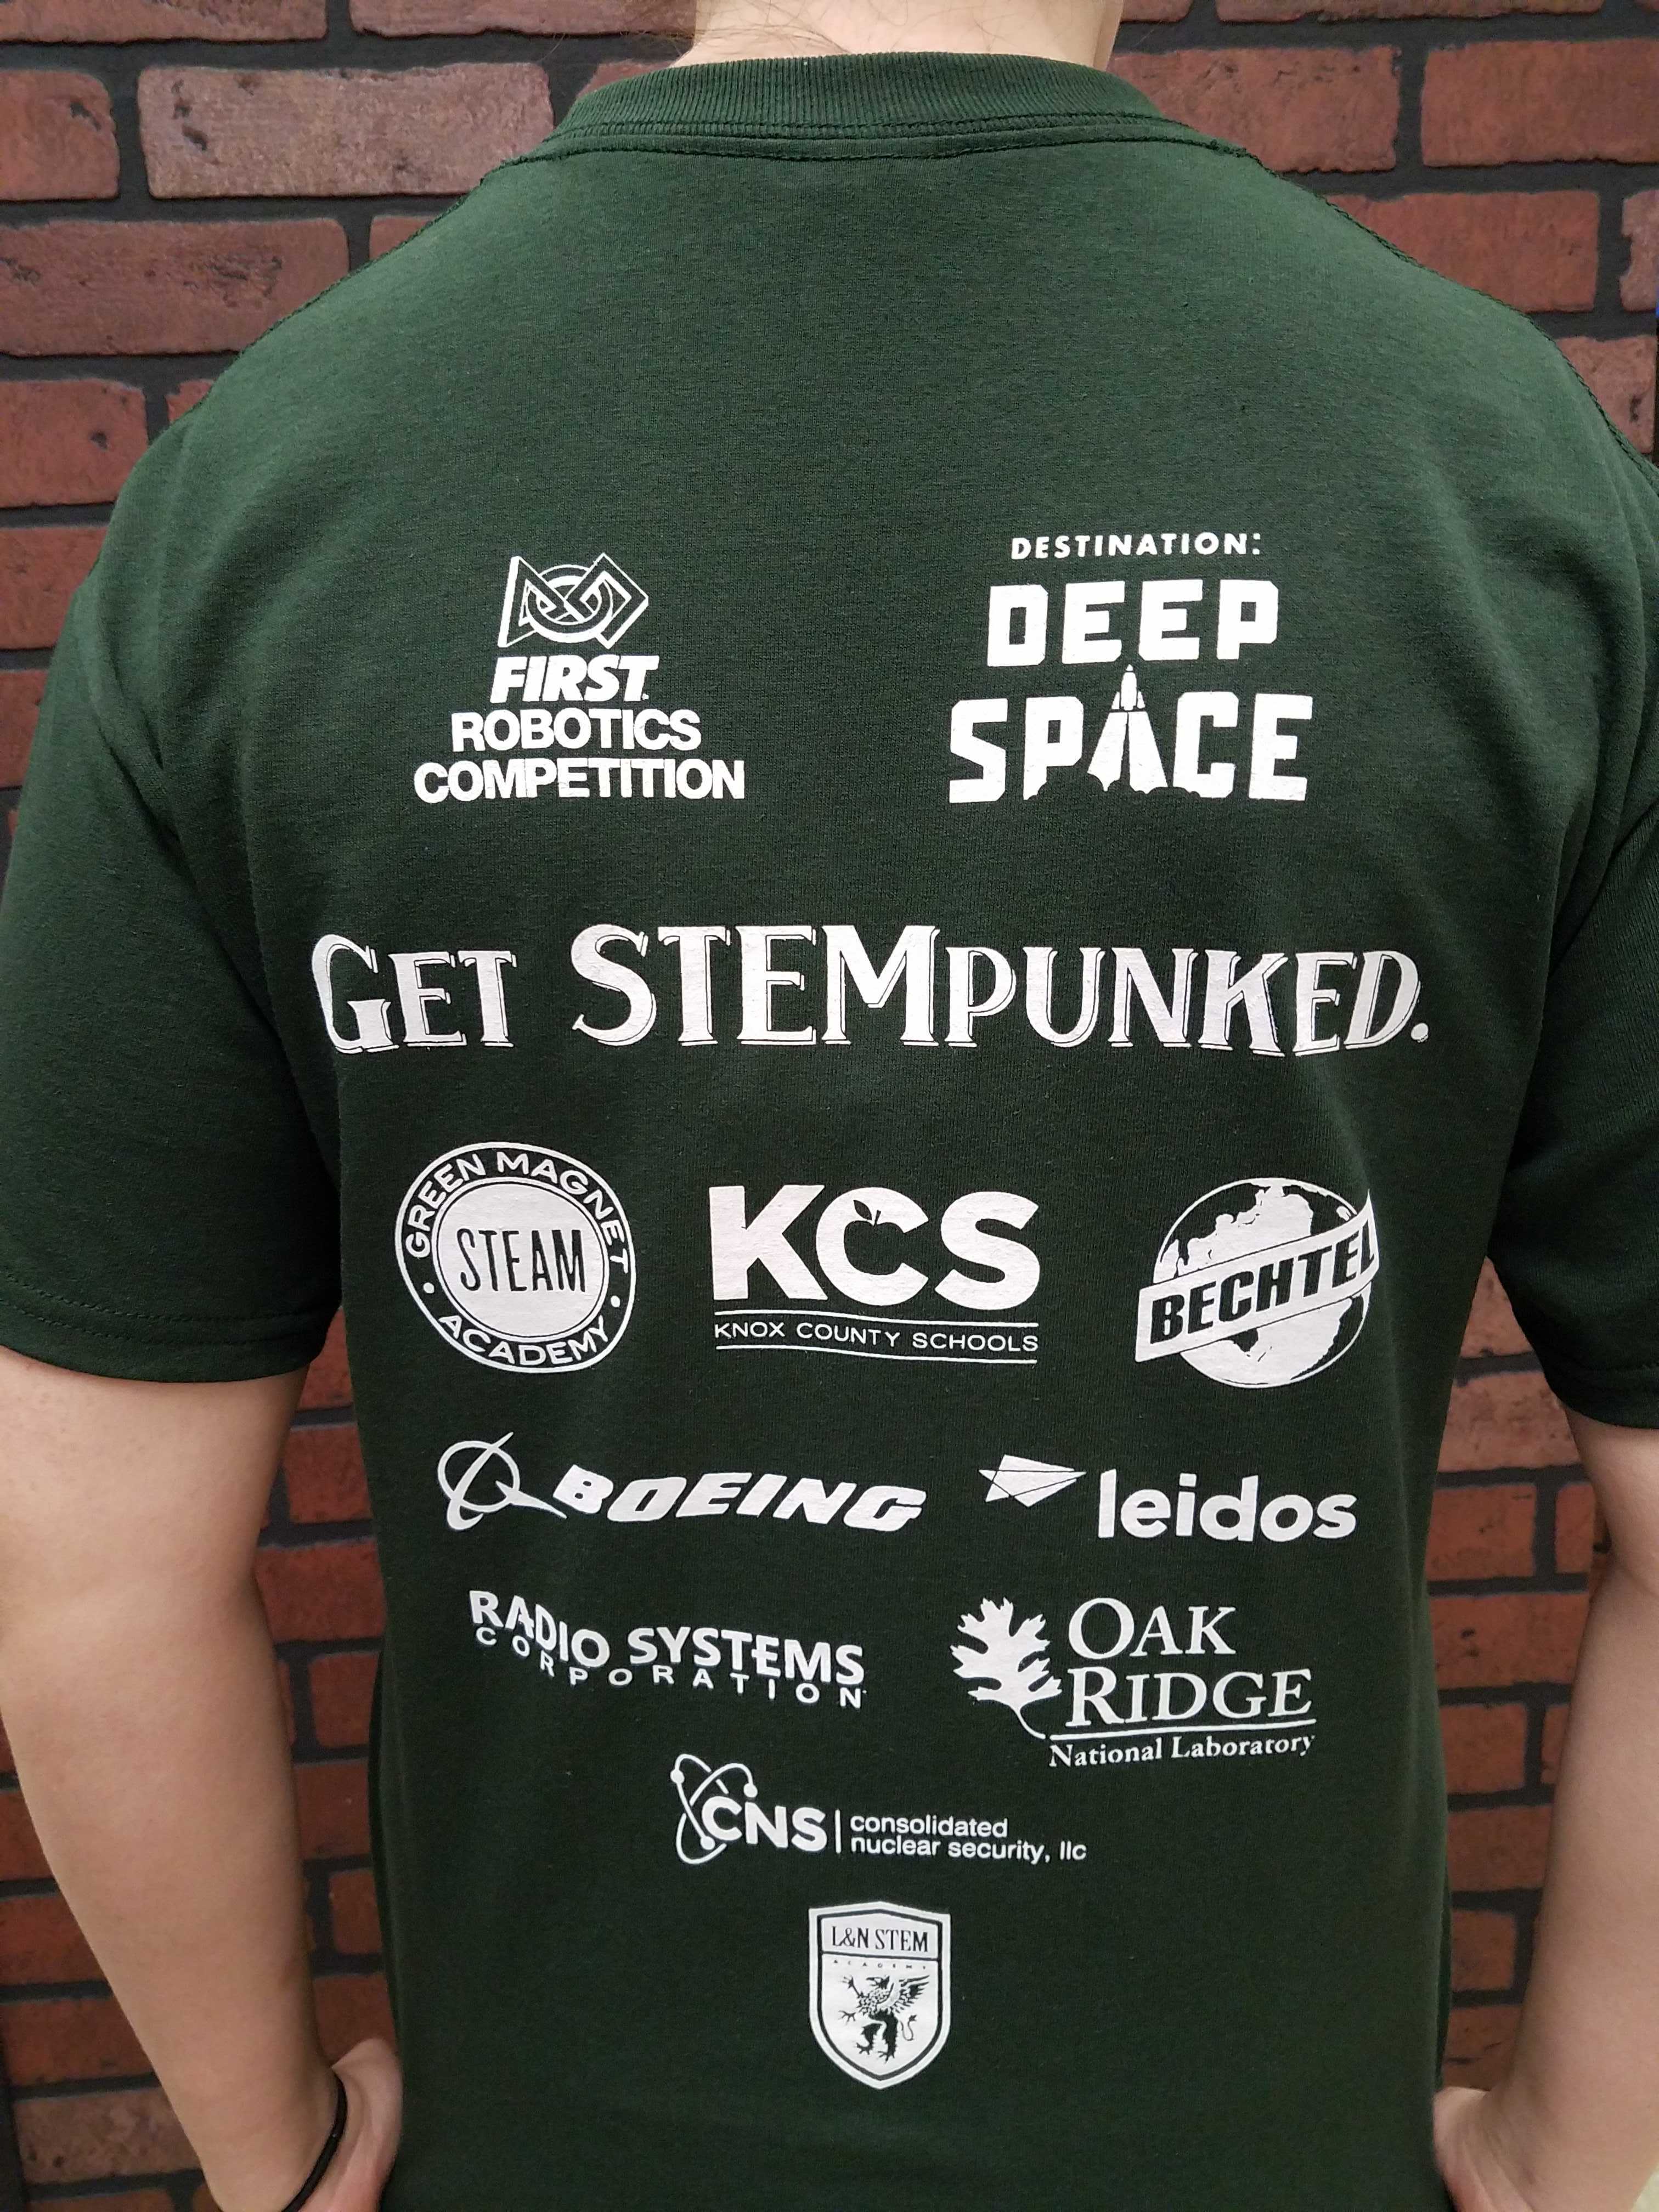 FIRST
ROBOTICS
COMPETITION
DESTINATION:
DEEP
SPACE
GET STEMPUNKED.
GREEN MAGNET
STEAM
ACADEMY
KCS
KNOX COUNTY SCHOOLS
BECHTEL
BOEING
leidos
RADIO SYSTEMS
CORPORATION
OAK
RIDGE
National Laboratory
CNS
consolidated
nuclear security, llc
L&N STEM
ACADEMY